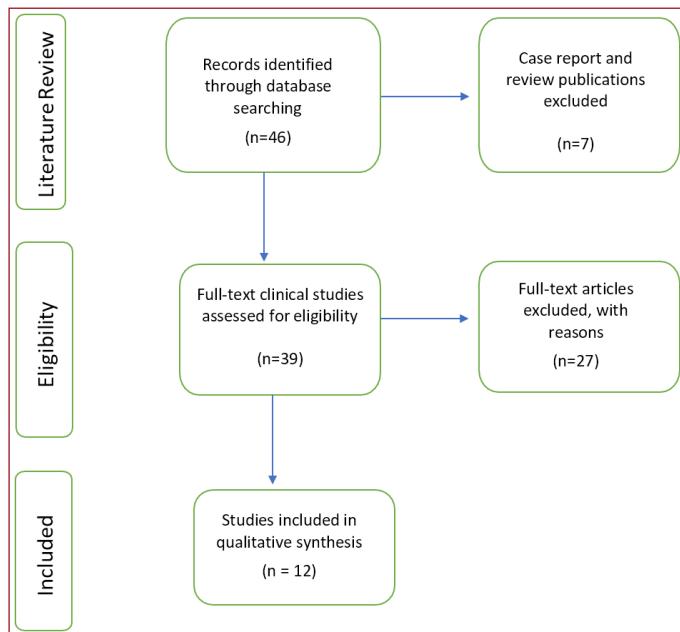 Literature Review
Records identified
through database
searching
(n=46)
Case report and
review publications
excluded
(n=7)
Eligibility
Full-text clinical studies
assessed for eligibility
(n=39)
Full-text articles
excluded, with
reasons
(n=27)
Included
Studies included in
qualitative synthesis
(n = 12)